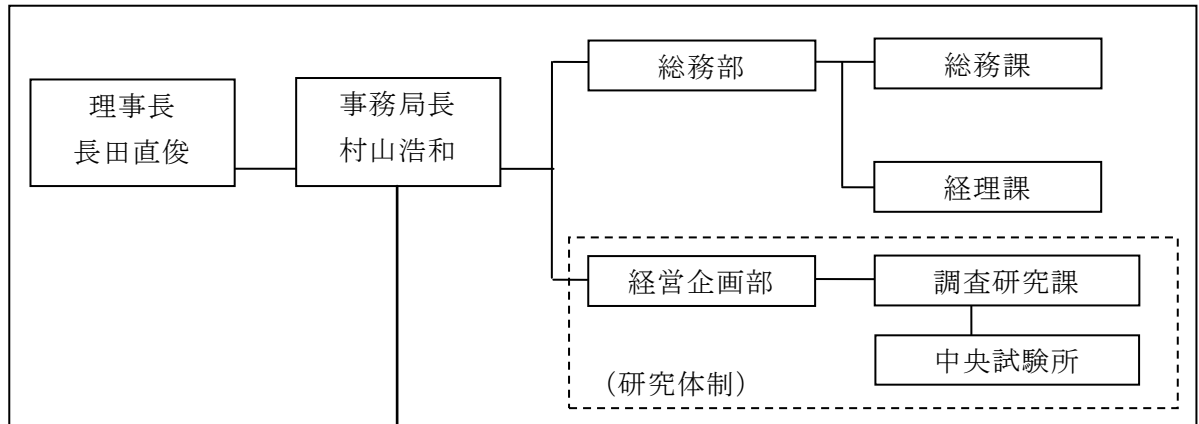 理事長
長田直俊
事務局長
村山浩和
総務部
総務課
経理課
経営企画部
調査研究課
中央試験所
（研究体制）